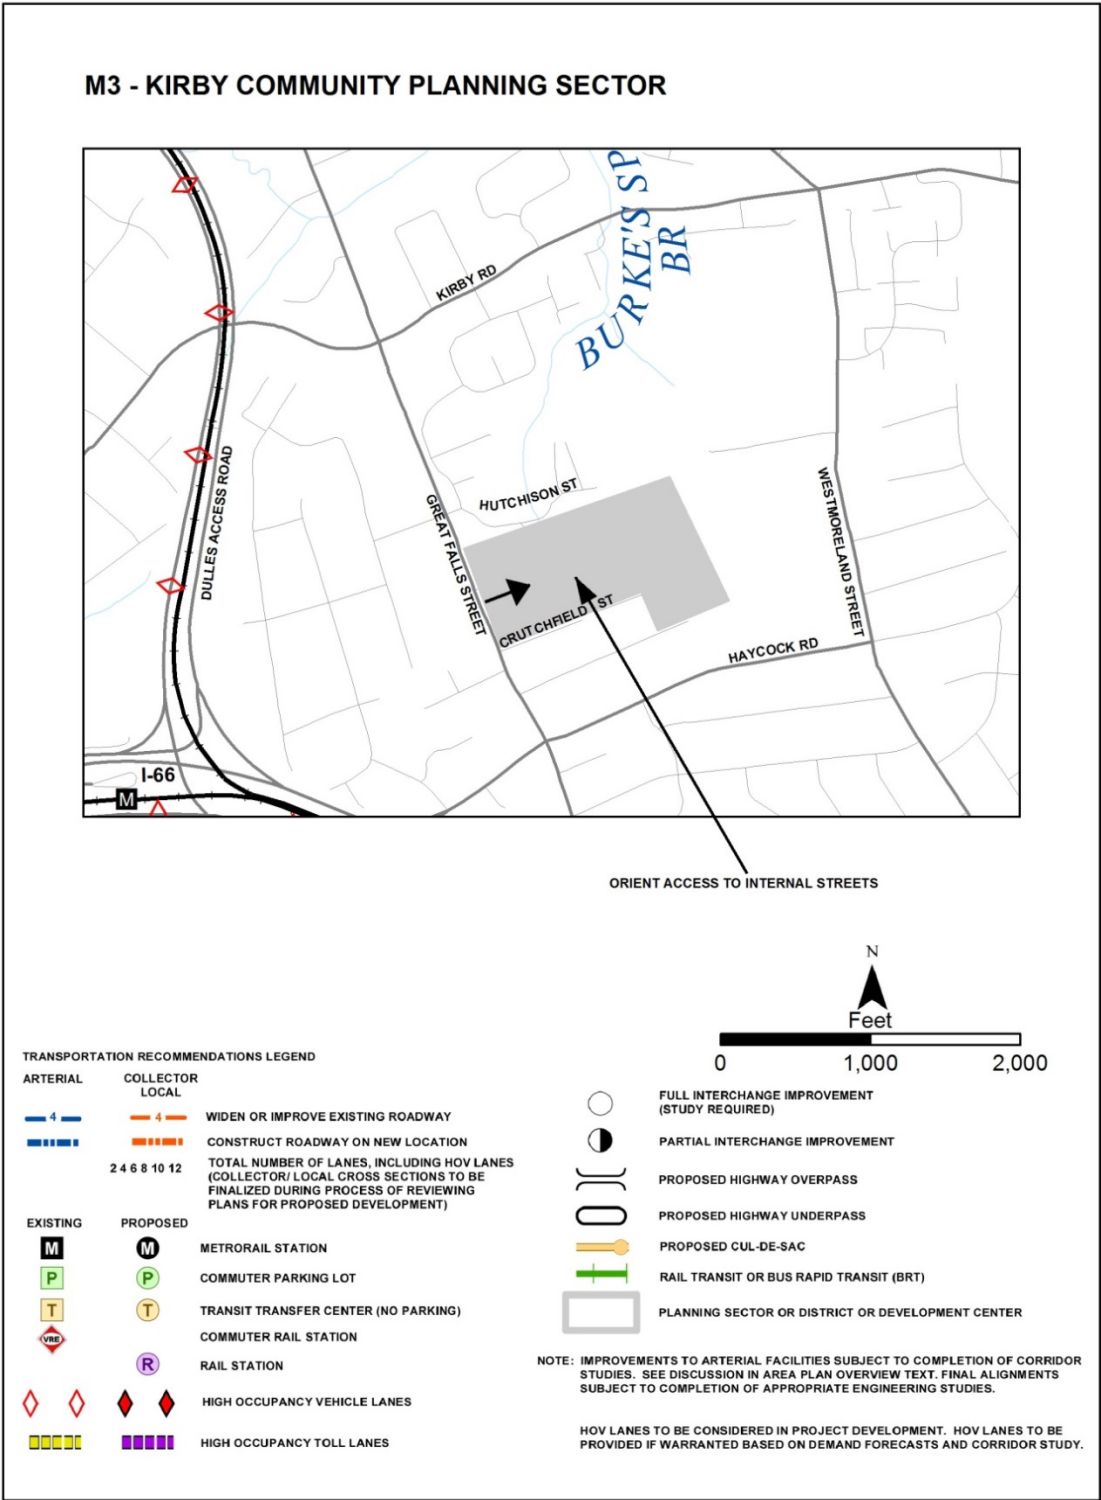 M3 - KIRBY COMMUNITY PLANNING SECTOR
BURKE'S SP
BR
KIRBY RD
DULLES ACCESS ROAD
GREAT FALLS STREET
HUTCHISON ST
CRUTCHFIELD ST
WESTMORELAND STREET
HAYCOCK RD
I-66
M
ORIENT ACCESS TO INTERNAL STREETS
N
Feet
0 1,000 2,000
TRANSPORTATION RECOMMENDATIONS LEGEND
ARTERIAL COLLECTOR
LOCAL
4 4 WIDEN OR IMPROVE EXISTING ROADWAY
CONSTRUCT ROADWAY ON NEW LOCATION
2 4 6 8 10 12 TOTAL NUMBER OF LANES, INCLUDING HOV LANES
(COLLECTOR/ LOCAL CROSS SECTIONS TO BE
FINALIZED DURING PROCESS OF REVIEWING
PLANS FOR PROPOSED DEVELOPMENT)
EXISTING PROPOSED
M M METRORAIL STATION
P P COMMUTER PARKING LOT
T T TRANSIT TRANSFER CENTER (NO PARKING)
VRE COMMUTER RAIL STATION
R RAIL STATION
HIGH OCCUPANCY VEHICLE LANES
HIGH OCCUPANCY TOLL LANES
FULL INTERCHANGE IMPROVEMENT
(STUDY REQUIRED)
PARTIAL INTERCHANGE IMPROVEMENT
PROPOSED HIGHWAY OVERPASS
PROPOSED HIGHWAY UNDERPASS
PROPOSED CUL-DE-SAC
RAIL TRANSIT OR BUS RAPID TRANSIT (BRT)
PLANNING SECTOR OR DISTRICT OR DEVELOPMENT CENTER
NOTE: IMPROVEMENTS TO ARTERIAL FACILITIES SUBJECT TO COMPLETION OF CORRIDOR
STUDIES. SEE DISCUSSION IN AREA PLAN OVERVIEW TEXT. FINAL ALIGNMENTS
SUBJECT TO COMPLETION OF APPROPRIATE ENGINEERING STUDIES.
HOV LANES TO BE CONSIDERED IN PROJECT DEVELOPMENT. HOV LANES TO BE
PROVIDED IF WARRANTED BASED ON DEMAND FORECASTS AND CORRIDOR STUDY.